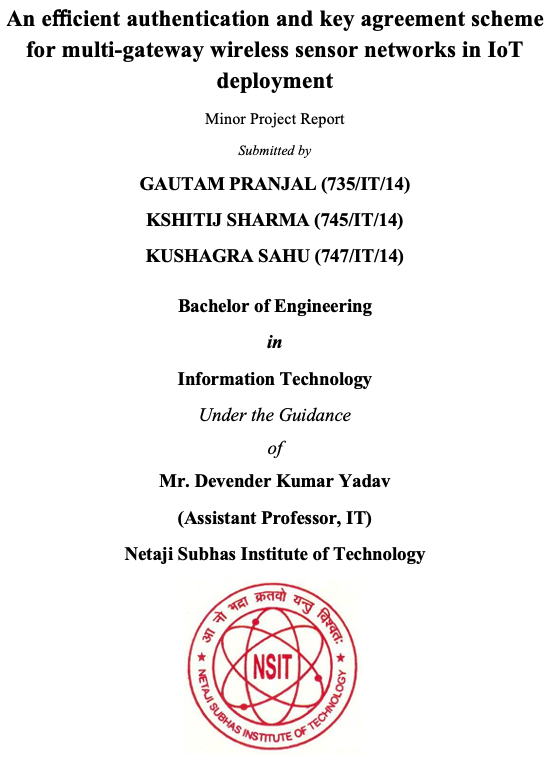 An efficient authentication and key agreement scheme
for multi-gateway wireless sensor networks in IoT
deployment
Minor Project Report
Submitted by
GAUTAM PRANJAL (735/IT/14)
KSHITIJ SHARMA (745/IT/14)
KUSHAGRA SAHU (747/IT/14)
Bachelor of Engineering
in
Information Technology
Under the Guidance
of
Mr. Devender Kumar Yadav
(Assistant Professor, IT)
Netaji Subhas Institute of Technology
आ नो भद्राः क्रतवो यन्तु विश्वतः
NSIT
NETAJI SUBHAS INSTITUTE OF TECHNOLOGY